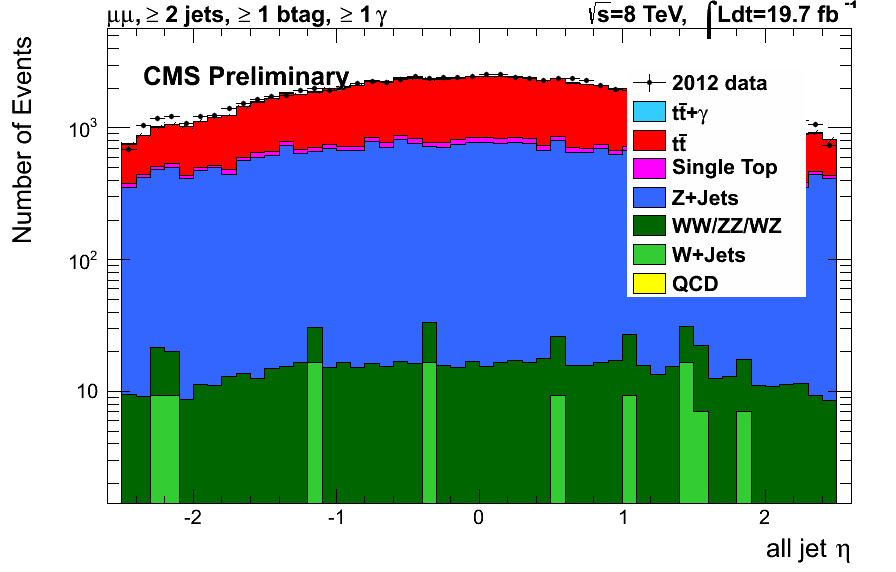 μμ, ≥ 2 jets, ≥ 1 btag, ≥ 1 γ √s=8 TeV, ∫Ldt=19.7 fb⁻¹
CMS Preliminary
Number of Events
10³
10²
10
2012 data
tt̄+γ
tt̄
Single Top
Z+Jets
WW/ZZ/WZ
W+Jets
QCD
-2 -1 0 1 2
all jet η